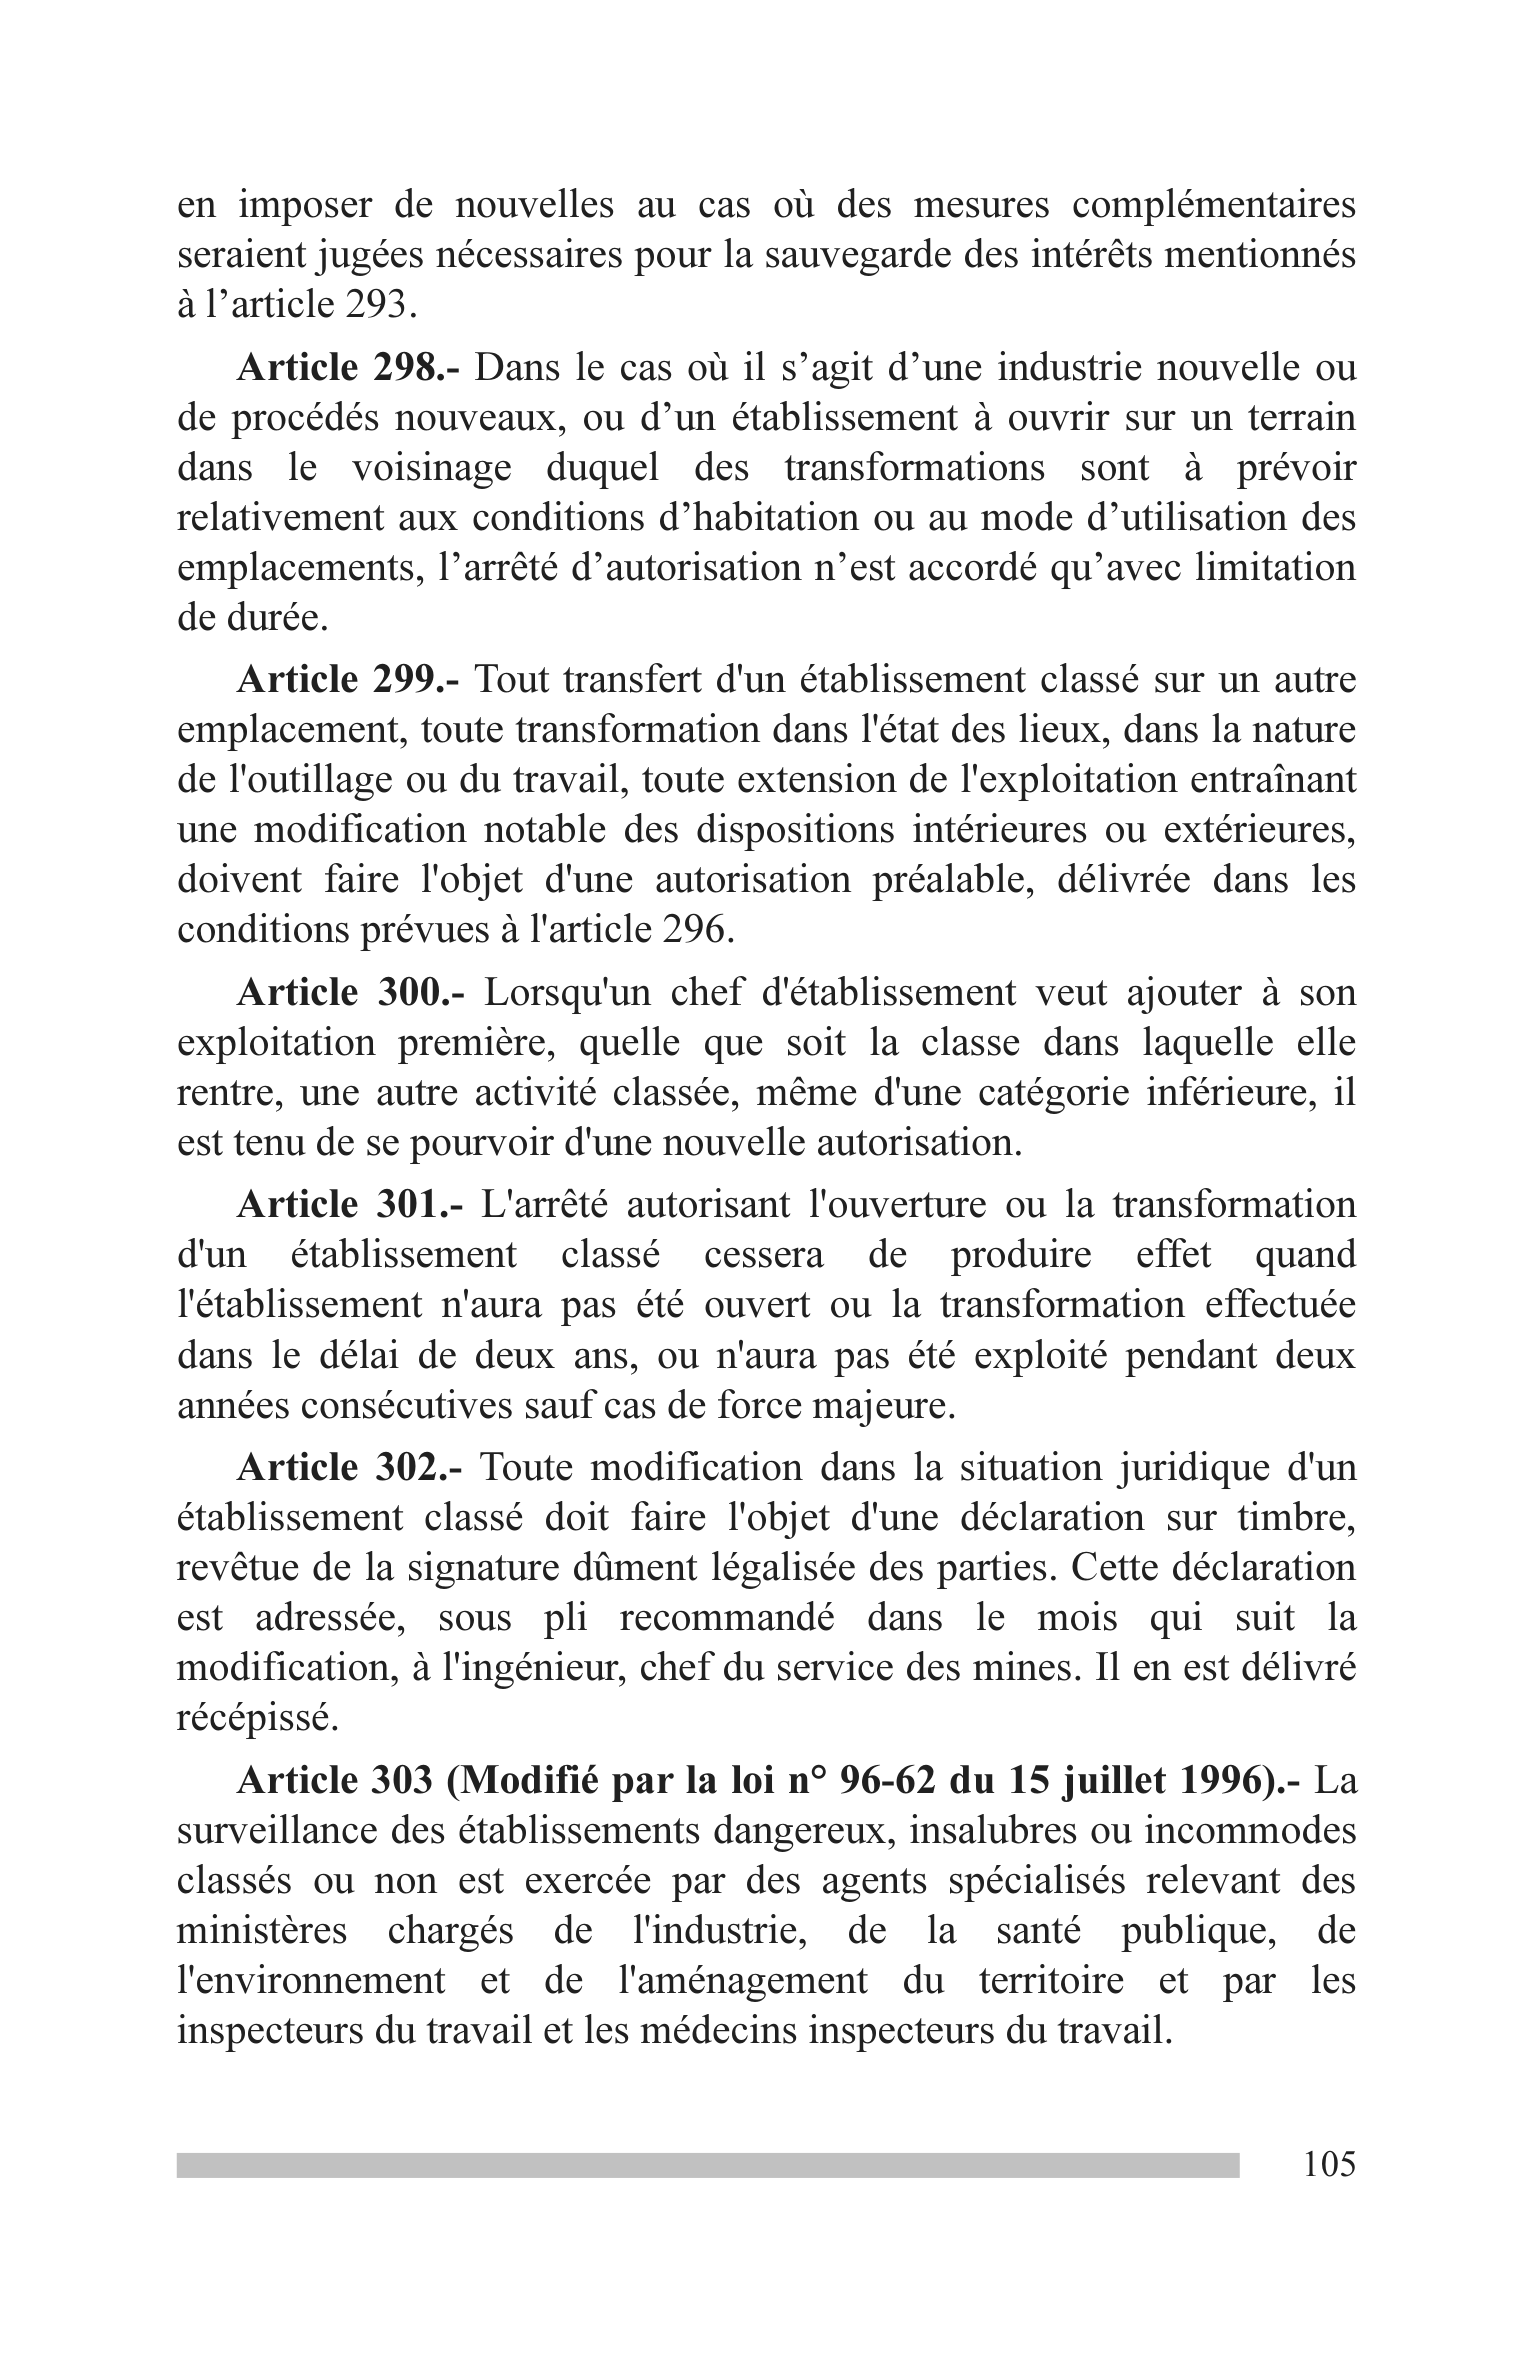 en imposer de nouvelles au cas où des mesures complémentaires
seraient jugées nécessaires pour la sauvegarde des intérêts mentionnés
à l’article 293.
Article 298.- Dans le cas où il s’agit d’une industrie nouvelle ou
de procédés nouveaux, ou d’un établissement à ouvrir sur un terrain
dans le voisinage duquel des transformations sont à prévoir
relativement aux conditions d’habitation ou au mode d’utilisation des
emplacements, l’arrêté d’autorisation n’est accordé qu’avec limitation
de durée.
Article 299.- Tout transfert d'un établissement classé sur un autre
emplacement, toute transformation dans l'état des lieux, dans la nature
de l'outillage ou du travail, toute extension de l'exploitation entraînant
une modification notable des dispositions intérieures ou extérieures,
doivent faire l'objet d'une autorisation préalable, délivrée dans les
conditions prévues à l'article 296.
Article 300.- Lorsqu'un chef d'établissement veut ajouter à son
exploitation première, quelle que soit la classe dans laquelle elle
rentre, une autre activité classée, même d'une catégorie inférieure, il
est tenu de se pourvoir d'une nouvelle autorisation.
Article 301.- L'arrêté autorisant l'ouverture ou la transformation
d'un établissement classé cessera de produire effet quand
l'établissement n'aura pas été ouvert ou la transformation effectuée
dans le délai de deux ans, ou n'aura pas été exploité pendant deux
années consécutives sauf cas de force majeure.
Article 302.- Toute modification dans la situation juridique d'un
établissement classé doit faire l'objet d'une déclaration sur timbre,
revêtue de la signature dûment légalisée des parties. Cette déclaration
est adressée, sous pli recommandé dans le mois qui suit la
modification, à l'ingénieur, chef du service des mines. Il en est délivré
récépissé.
Article 303 (Modifié par la loi n° 96-62 du 15 juillet 1996).- La
surveillance des établissements dangereux, insalubres ou incommodes
classés ou non est exercée par des agents spécialisés relevant des
ministères chargés de l'industrie, de la santé publique, de
l'environnement et de l'aménagement du territoire et par les
inspecteurs du travail et les médecins inspecteurs du travail.
105